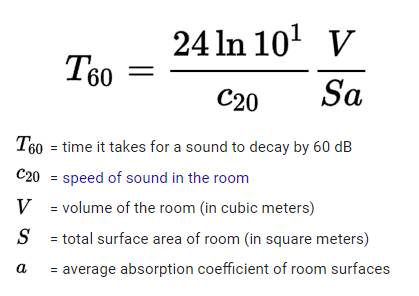 T₆₀ = 24 ln 10¹ / c₂₀ V / Sa
T₆₀ = time it takes for a sound to decay by 60 dB
c₂₀ = speed of sound in the room
V = volume of the room (in cubic meters)
S = total surface area of room (in square meters)
a = average absorption coefficient of room surfaces